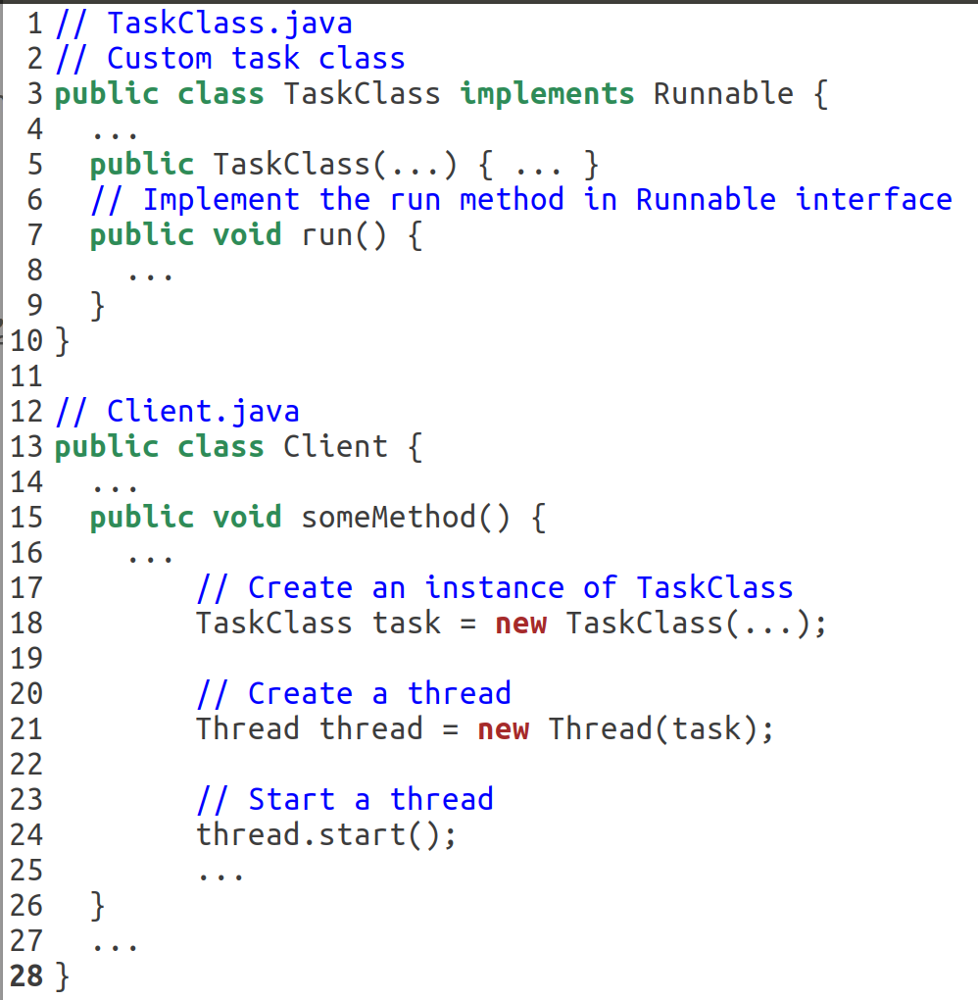 1 // TaskClass.java
2 // Custom task class
3 public class TaskClass implements Runnable {
4   ...
5   public TaskClass(...) { ... }
6   // Implement the run method in Runnable interface
7   public void run() {
8     ...
9   }
10 }
11
12 // Client.java
13 public class Client {
14   ...
15   public void someMethod() {
16     ...
17         // Create an instance of TaskClass
18         TaskClass task = new TaskClass(...);
19
20         // Create a thread
21         Thread thread = new Thread(task);
22
23         // Start a thread
24         thread.start();
25         ...
26   }
27   ...
28 }